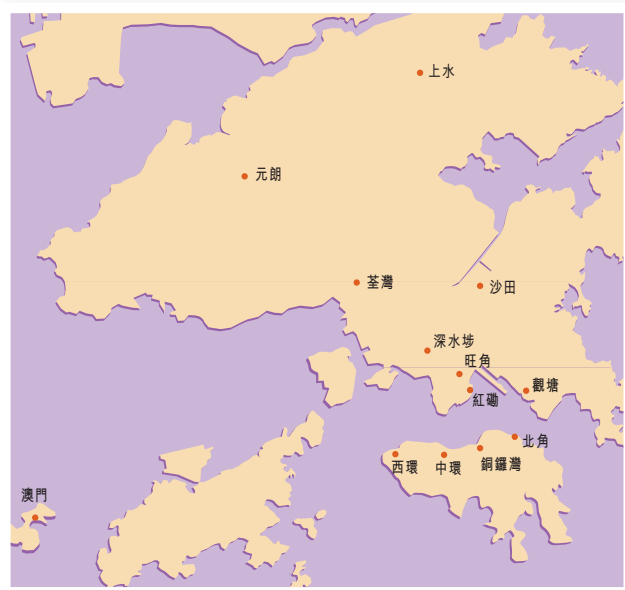 上水
元朗
荃灣
沙田
深水埗
旺角
觀塘
紅磡
北角
銅鑼灣
西環
中環
澳門